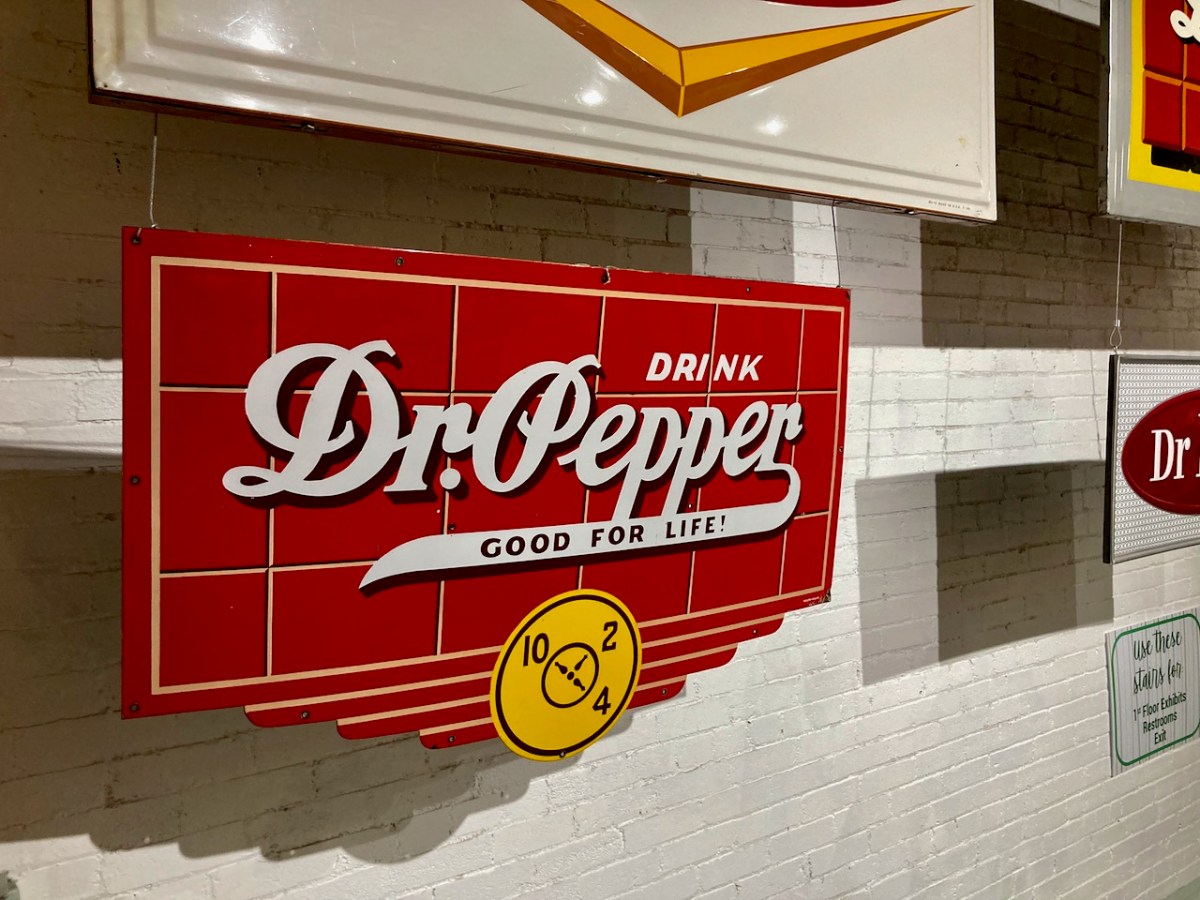 DRINK
Dr. Pepper
GOOD FOR LIFE!
10 2
4
Dr
Use these
stairs for:
1st Floor Exhibits
Restrooms
Exit